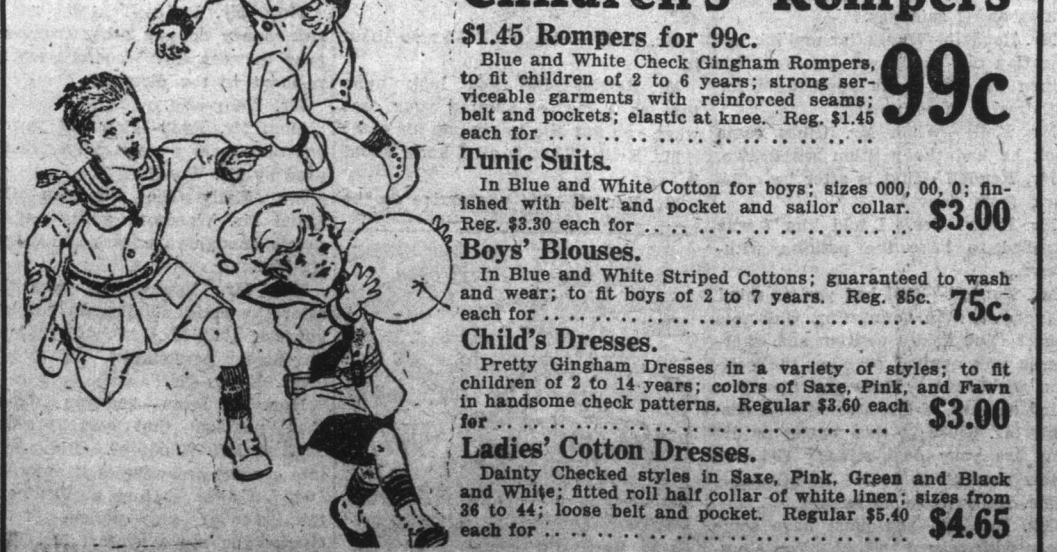 Children's Rompers
$1.45 Rompers for 99c.
Blue and White Check Gingham Rompers,
to fit children of 2 to 6 years; strong ser-
viceable garments with reinforced seams;
belt and pockets; elastic at knee. Reg. $1.45
each for .. .. .. .. .. .. .. .. .. .. ..
99c
Tunic Suits.
In Blue and White Cotton for boys; sizes 000, 00, 0; fin-
ished with belt and pocket and sailor collar.
Reg. $3.30 each for .. .. .. .. .. .. .. .. .. $3.00
Boys' Blouses.
In Blue and White Striped Cottons; guaranteed to wash
and wear; to fit boys of 2 to 7 years. Reg. 85c.
each for .. .. .. .. .. .. .. .. .. .. .. .. 75c.
Child's Dresses.
Pretty Gingham Dresses in a variety of styles; to fit
children of 2 to 14 years; colors of Saxe, Pink, and Fawn
in handsome check patterns. Regular $3.60 each
for .. .. .. .. .. .. .. .. .. .. .. .. $3.00
Ladies' Cotton Dresses.
Dainty Checked styles in Saxe, Pink, Green and Black
and White; fitted roll half collar of white linen; sizes from
36 to 44; loose belt and pocket. Regular $5.40
each for .. .. .. .. .. .. .. .. .. .. .. $4.65